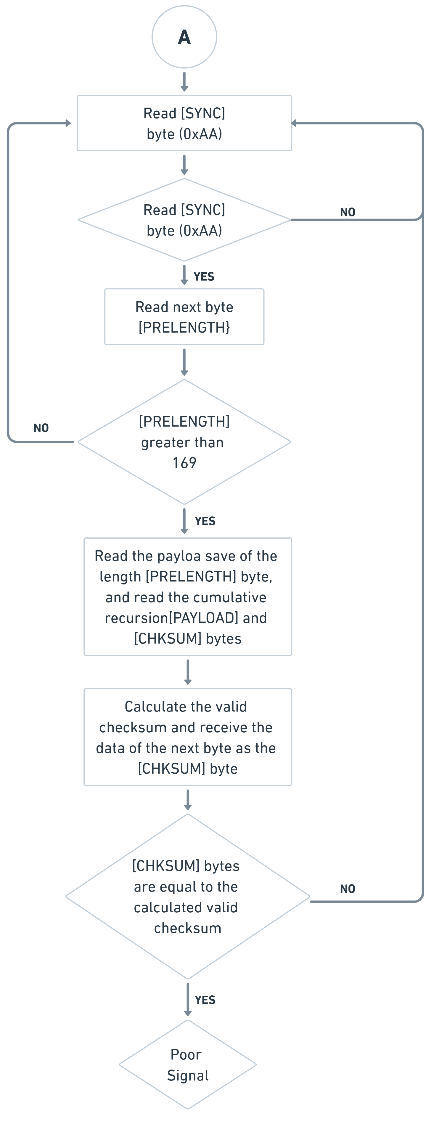 A
Read [SYNC]
byte (0xAA)
Read [SYNC]
byte (0xAA)
NO
YES
Read next byte
[PRELENGTH}
[PRELENGTH]
greater than
169
NO
YES
Read the payloa save of the
length [PRELENGTH] byte,
and read the cumulative
recursion[PAYLOAD] and
[CHKSUM] bytes
Calculate the valid
checksum and receive the
data of the next byte as the
[CHKSUM] byte
[CHKSUM] bytes
are equal to the
calculated valid
checksum
NO
YES
Poor
Signal